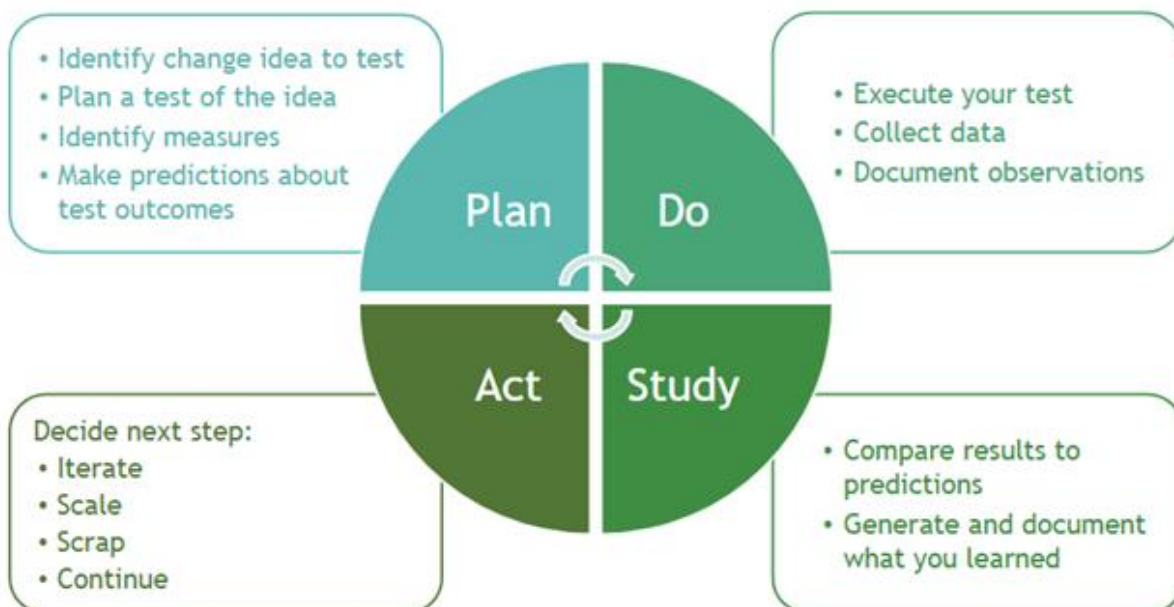 • Identify change idea to test
• Plan a test of the idea
• Identify measures
• Make predictions about
test outcomes
Plan
Do
• Execute your test
• Collect data
• Document observations
Act
Study
Decide next step:
• Iterate
• Scale
• Scrap
• Continue
• Compare results to
predictions
• Generate and document
what you learned